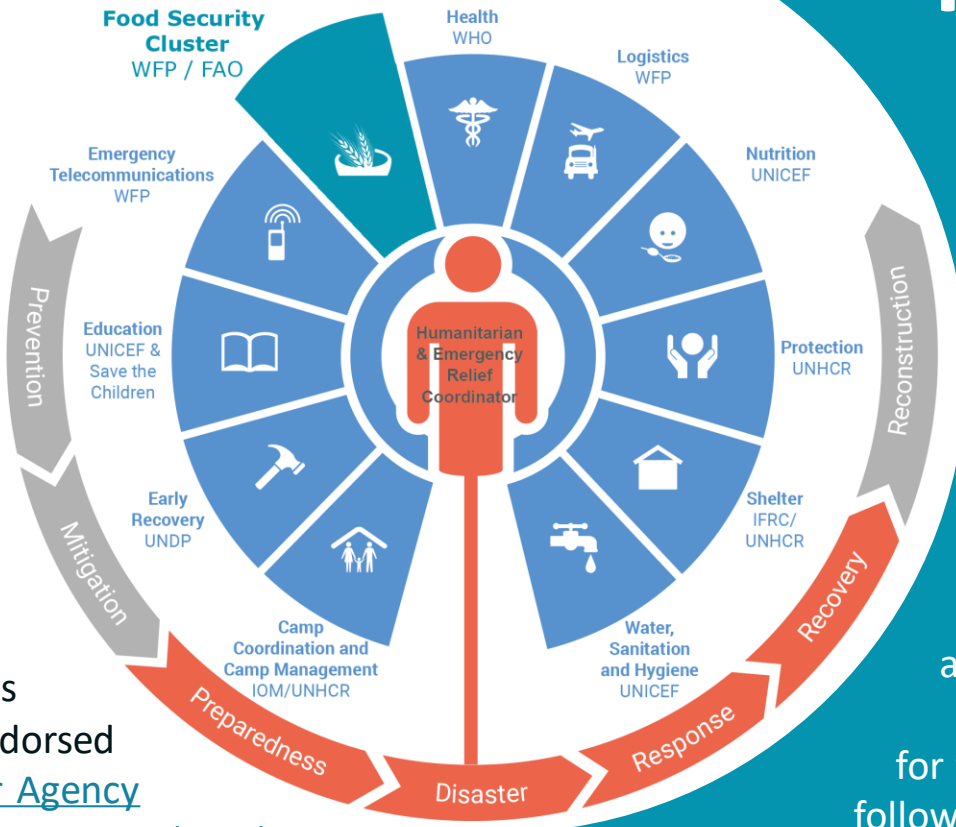 Food Security
Cluster
WFP / FAO
Health
WHO
Logistics
WFP
Nutrition
UNICEF
Protection
UNHCR
Shelter
IFRC/
UNHCR
Water,
Sanitation
and Hygiene
UNICEF
Camp
Coordination and
Camp Management
IOM/UNHCR
Early
Recovery
UNDP
Education
UNICEF &
Save the
Children
Emergency
Telecommunications
WFP
Humanitarian
& Emergency
Relief
Coordinator
Prevention
Mitigation
Preparedness
Disaster
Response
Recovery
Reconstruction
Agency
for